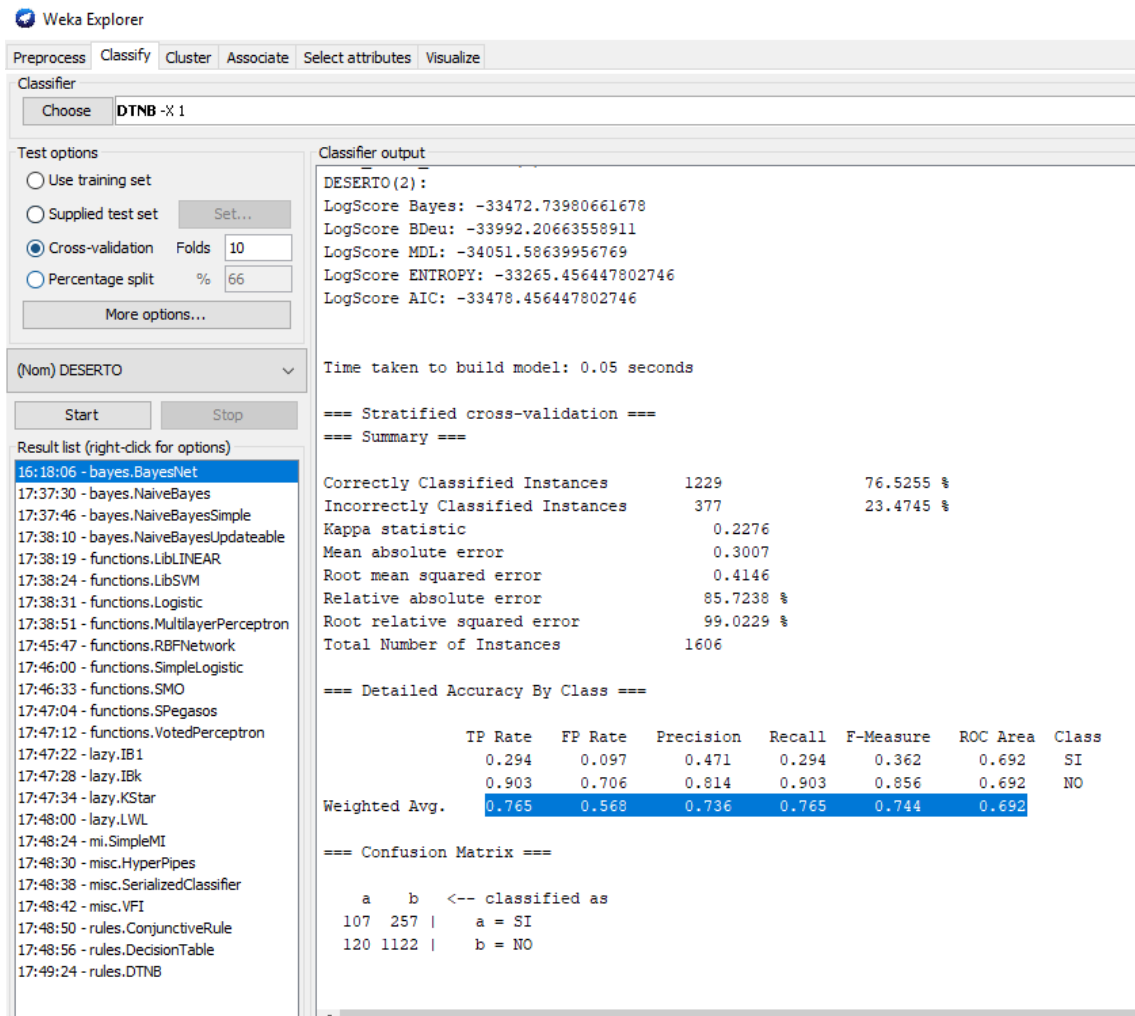 Weka Explorer
Preprocess Classify Cluster Associate Select attributes Visualize
Classifier
Choose DTNB -X 1
Test options
Use training set
Supplied test set Set...
Cross-validation Folds 10
Percentage split % 66
More options...
(Nom) DESERTO
Start Stop
Result list (right-click for options)
16:18:06 - bayes.BayesNet
17:37:30 - bayes.NaiveBayes
17:37:46 - bayes.NaiveBayesSimple
17:38:10 - bayes.NaiveBayesUpdateable
17:38:19 - functions.LibLINEAR
17:38:24 - functions.LibSVM
17:38:31 - functions.Logistic
17:38:51 - functions.MultilayerPerceptron
17:45:47 - functions.RBFNetwork
17:46:00 - functions.SimpleLogistic
17:46:33 - functions.SMO
17:47:04 - functions.SPegasos
17:47:12 - functions.VotedPerceptron
17:47:22 - lazy.IB1
17:47:28 - lazy.IBk
17:47:34 - lazy.KStar
17:48:00 - lazy.LWL
17:48:24 - mi.SimpleMI
17:48:30 - misc.HyperPipes
17:48:38 - misc.SerializedClassifier
17:48:42 - misc.VFI
17:48:50 - rules.ConjunctiveRule
17:48:56 - rules.DecisionTable
17:49:24 - rules.DTNB
Classifier output
DESERTO(2):
LogScore Bayes: -33472.73980661678
LogScore BDeu: -33992.20663558911
LogScore MDL: -34051.58639956769
LogScore ENTROPY: -33265.456447802746
LogScore AIC: -33478.456447802746
Time taken to build model: 0.05 seconds
=== Stratified cross-validation ===
=== Summary ===
Correctly Classified Instances 1229 76.5255 %
Incorrectly Classified Instances 377 23.4745 %
Kappa statistic 0.2276
Mean absolute error 0.3007
Root mean squared error 0.4146
Relative absolute error 85.7238 %
Root relative squared error 99.0229 %
Total Number of Instances 1606
=== Detailed Accuracy By Class ===
TP Rate FP Rate Precision Recall F-Measure ROC Area Class
0.294 0.097 0.471 0.294 0.362 0.692 SI
0.903 0.706 0.814 0.903 0.856 0.692 NO
Weighted Avg. 0.765 0.568 0.736 0.765 0.744 0.692
=== Confusion Matrix ===
a b <-- classified as
107 257 | a = SI
120 1122 | b = NO